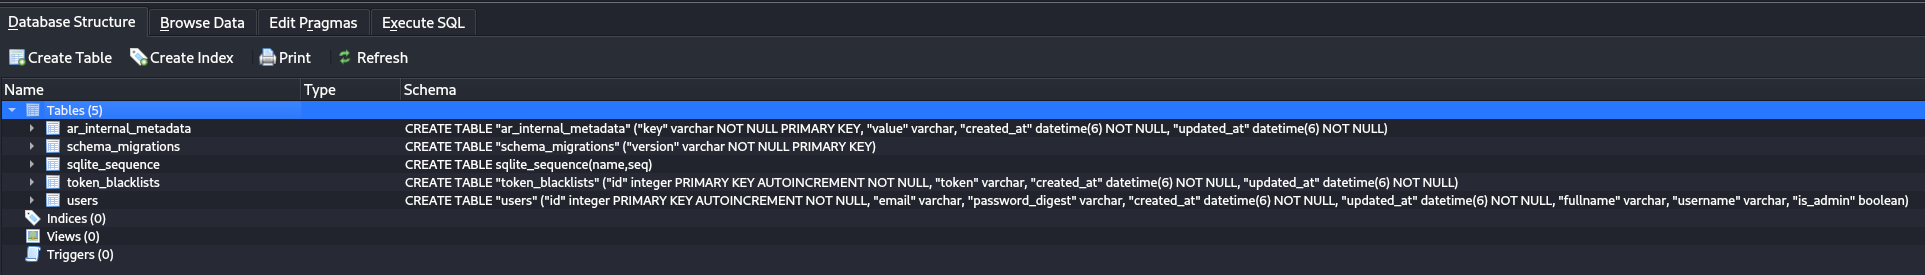 Database Structure Browse Data Edit Pragmas Execute SQL
Create Table Create Index Print Refresh
Name Type Schema
Tables (5)
ar_internal_metadata CREATE TABLE "ar_internal_metadata" ("key" varchar NOT NULL PRIMARY KEY, "value" varchar, "created_at" datetime(6) NOT NULL, "updated_at" datetime(6) NOT NULL)
schema_migrations CREATE TABLE "schema_migrations" ("version" varchar NOT NULL PRIMARY KEY)
sqlite_sequence CREATE TABLE sqlite_sequence(name,seq)
token_blacklists CREATE TABLE "token_blacklists" ("id" integer PRIMARY KEY AUTOINCREMENT NOT NULL, "token" varchar, "created_at" datetime(6) NOT NULL, "updated_at" datetime(6) NOT NULL)
users CREATE TABLE "users" ("id" integer PRIMARY KEY AUTOINCREMENT NOT NULL, "email" varchar, "password_digest" varchar, "created_at" datetime(6) NOT NULL, "updated_at" datetime(6) NOT NULL, "fullname" varchar, "username" varchar, "is_admin" boolean)
Indices (0)
Views (0)
Triggers (0)